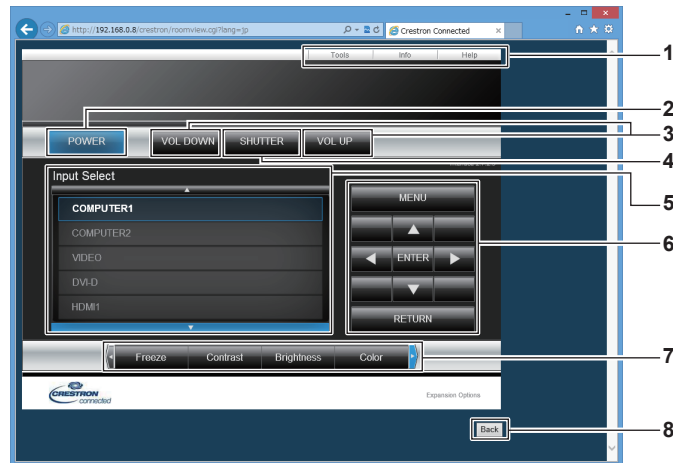 http://192.168.0.8/crestron/roomview.cgi?lang=jp
Crestron Connected
Tools Info Help
1
2
POWER VOL DOWN SHUTTER VOL UP
3
4
Input Select
MENU
5
COMPUTER1
COMPUTER2
6
VIDEO
ENTER
DVI-D
HDMI1
RETURN
7
Freeze Contrast Brightness Color
CRESTRON
connected
Expansion Options
Back
8